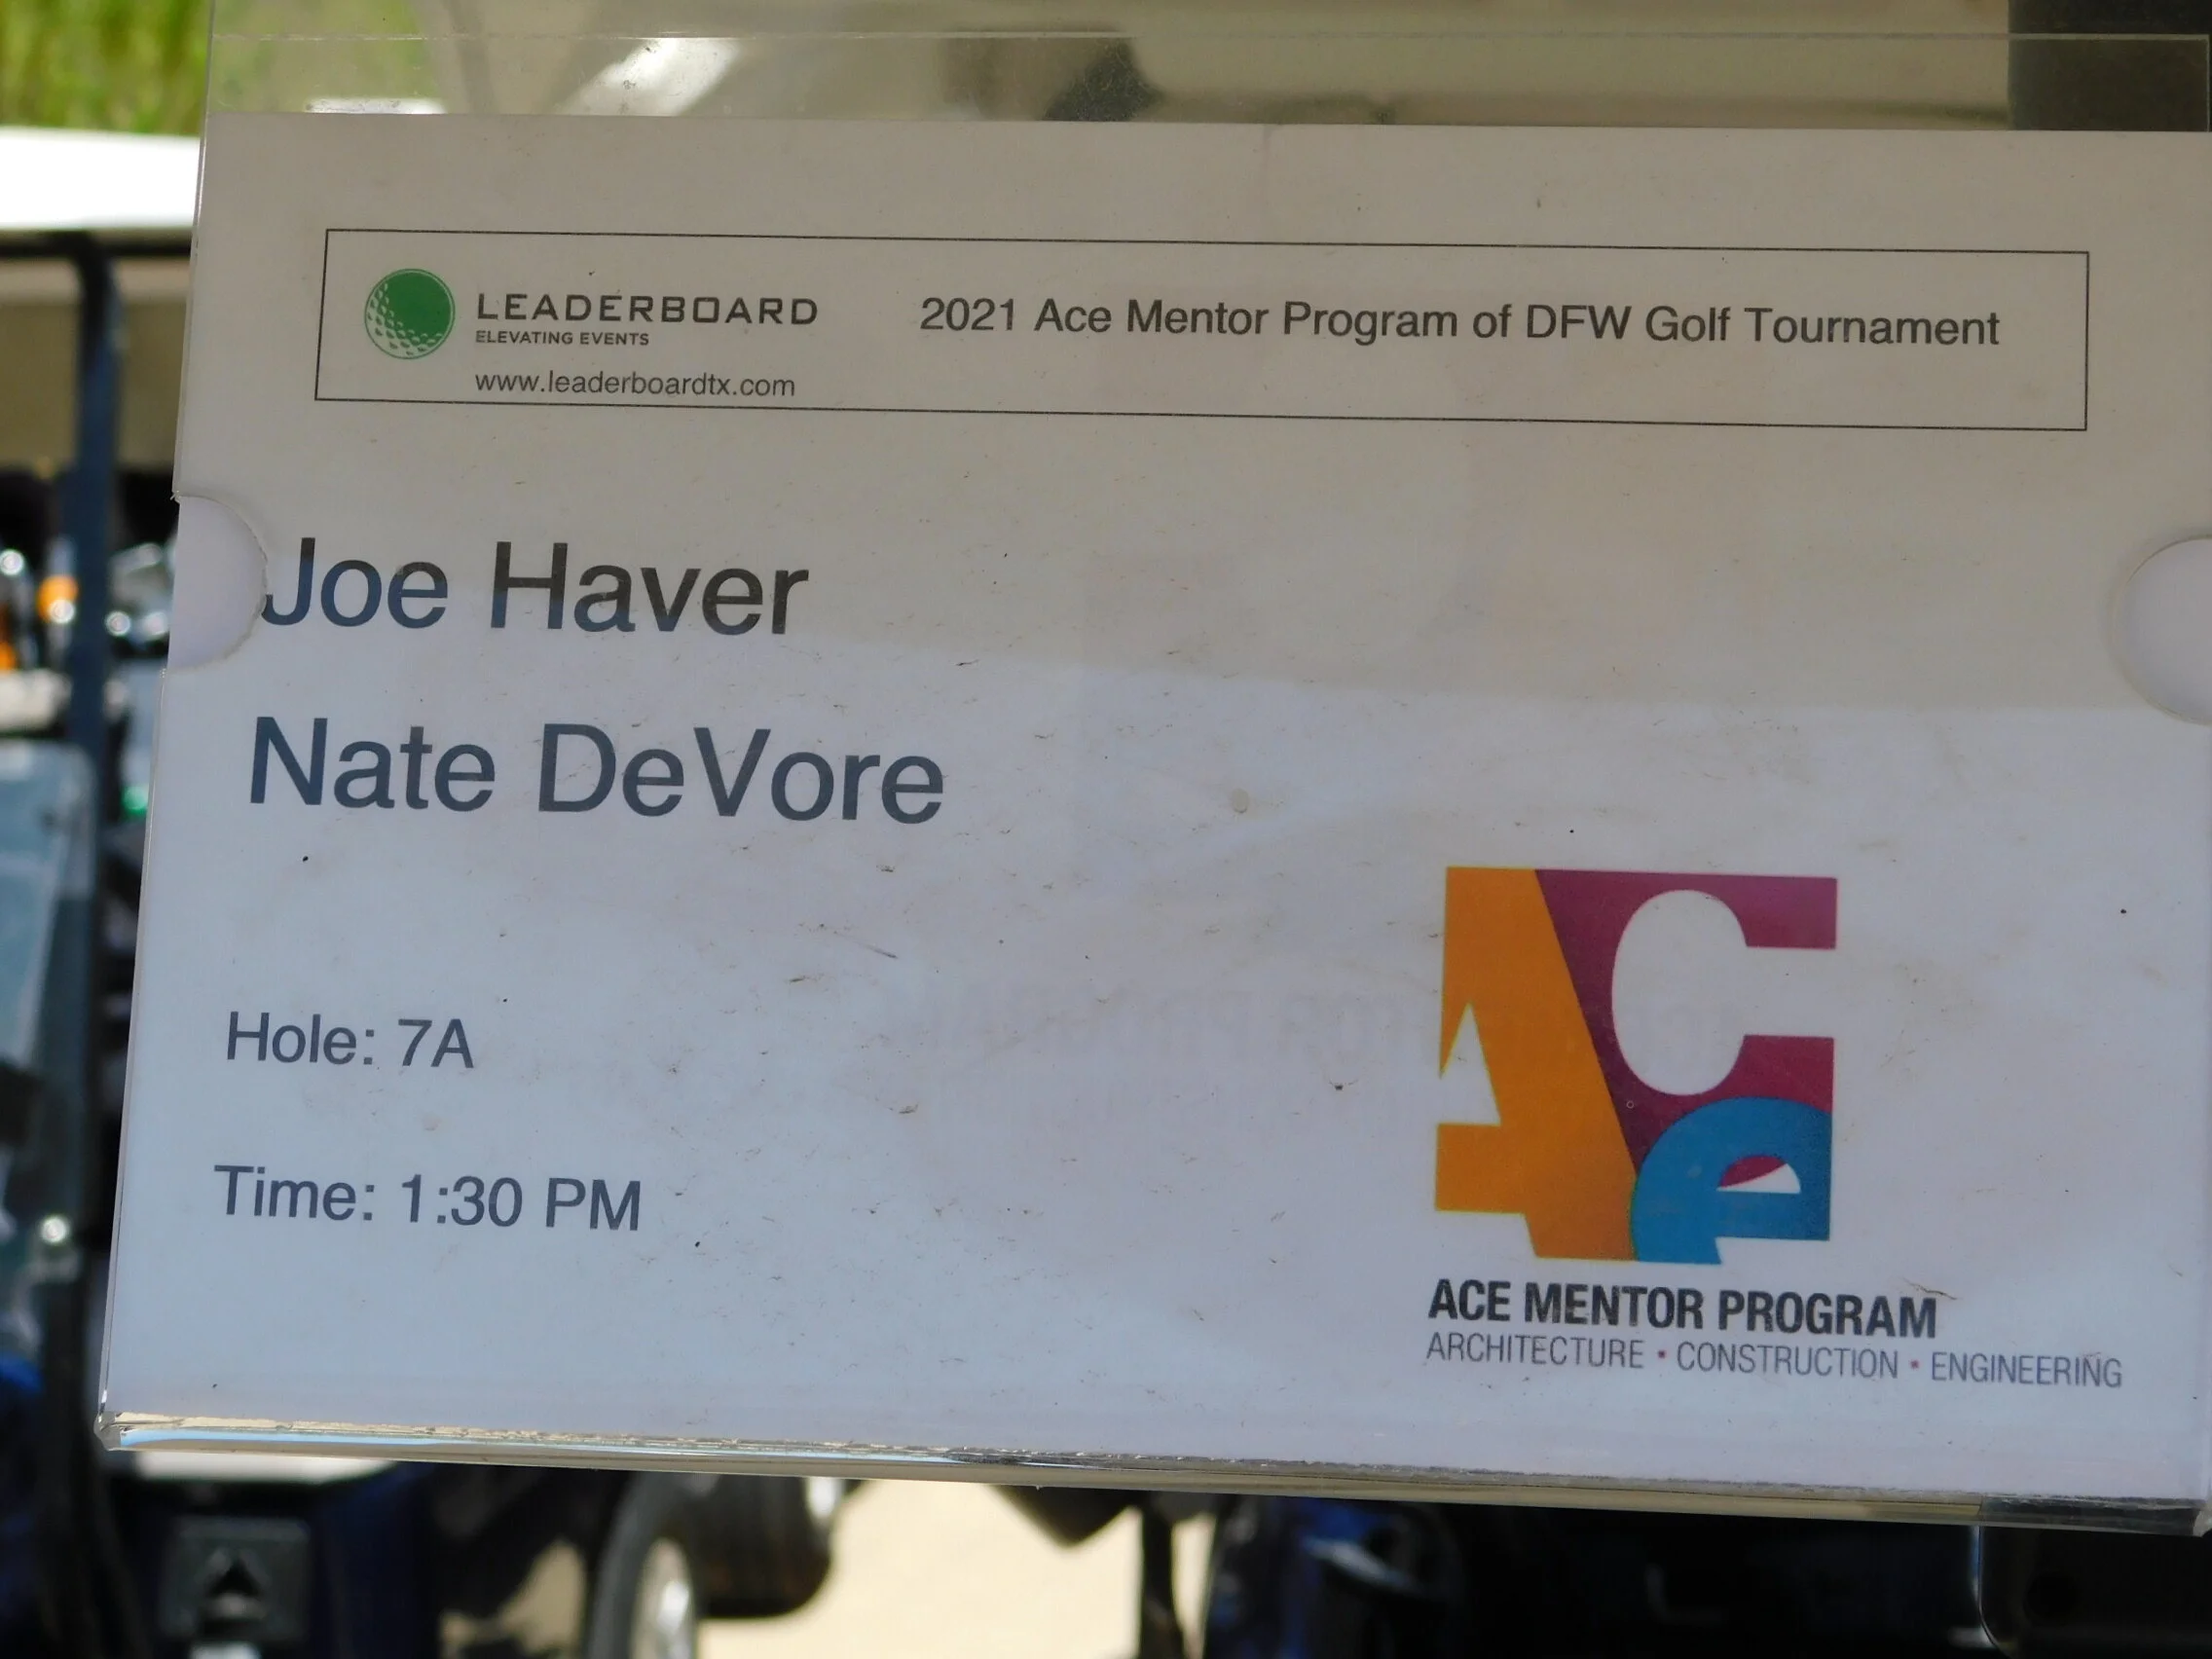 LEADERBOARD
ELEVATING EVENTS
www.leaderboardtx.com
2021 Ace Mentor Program of DFW Golf Tournament
Joe Haver
Nate DeVore
Hole: 7A
Time: 1:30 PM
ACe
ACE MENTOR PROGRAM
ARCHITECTURE • CONSTRUCTION • ENGINEERING